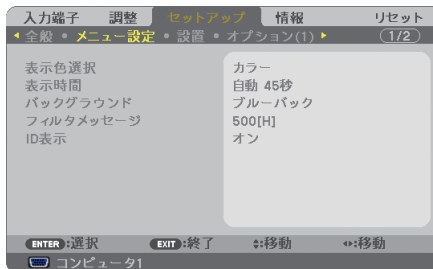 入力端子 調整 セットアップ 情報 リセット
全般 • メニュー設定 • 設置 • オプション(1) 1/2
表示色選択 カラー
表示時間 自動 45秒
バックグラウンド ブルーバック
フィルタメッセージ 500[H]
ID表示 オン
ENTER:選択 EXIT:終了 :移動 :移動
コンピュータ1